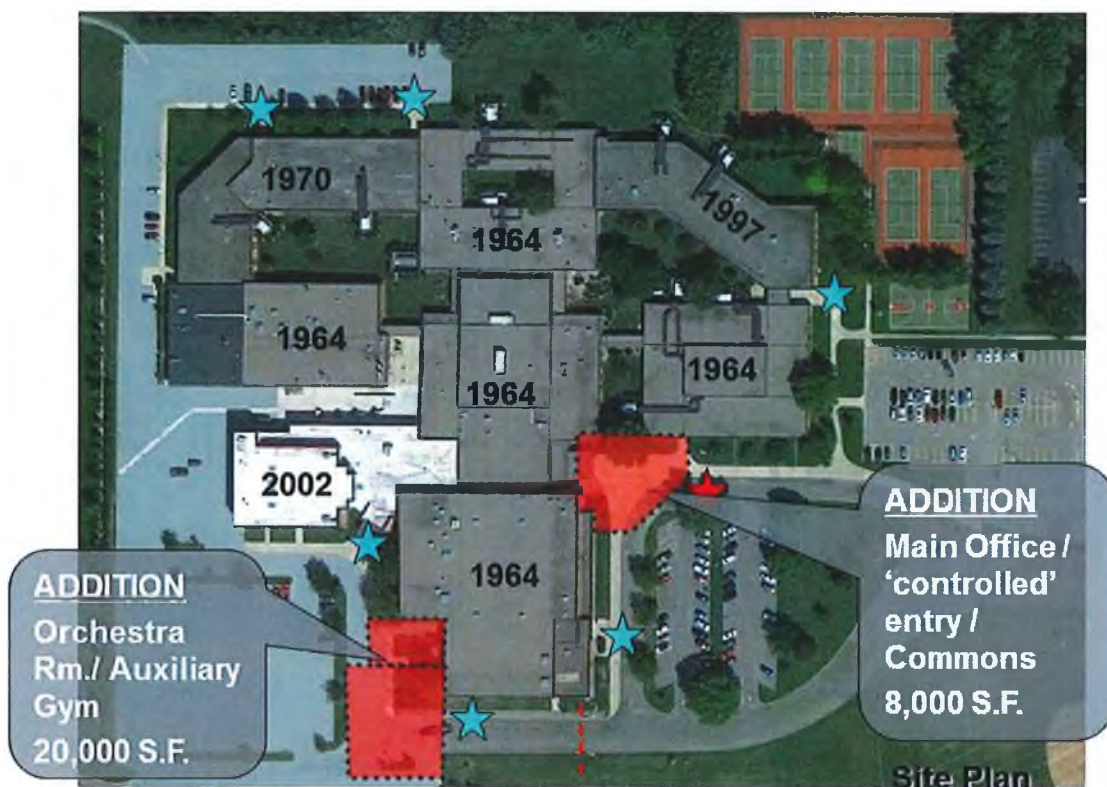 1970
1997
1964
1964
1964
1964
2002
1964
ADDITION
Main Office /
'controlled'
entry /
Commons
8,000 S.F.
ADDITION
Orchestra
Rm./ Auxiliary
Gym
20,000 S.F.
Site Plan